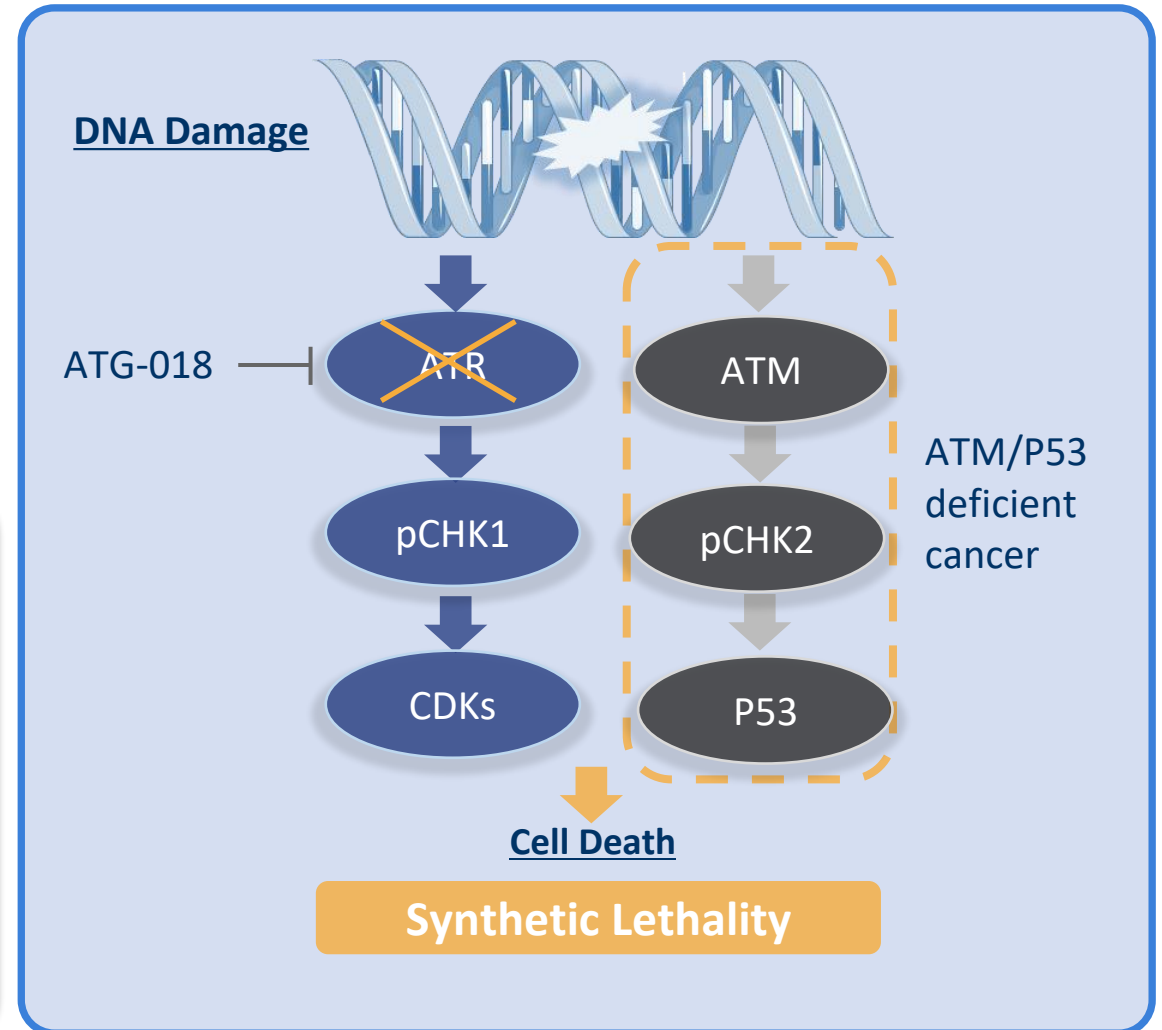 DNA Damage
ATG-018
ATR
ATM
pCHK1
pCHK2
ATM/P53
deficient
cancer
CDKs
P53
Cell Death
Synthetic Lethality